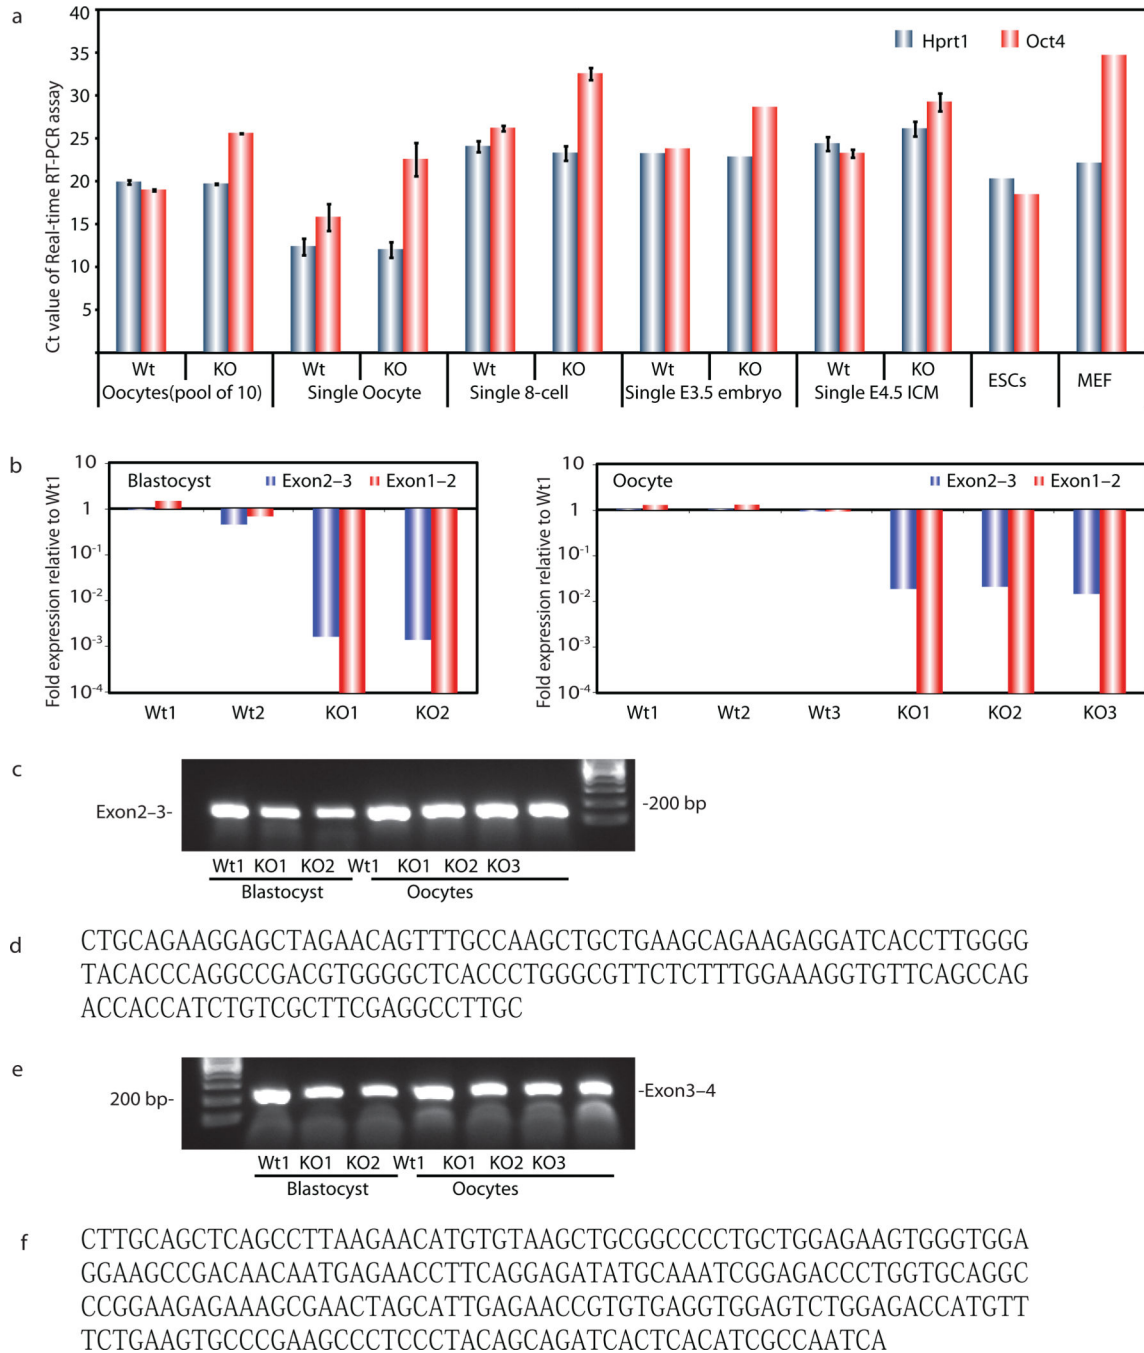 a
Ct value of Real-time RT-PCR assay
40
35
30
25
20
15
10
5
Hprt1 Oct4
Wt KO Wt KO Wt KO Wt KO Wt KO
Oocytes(pool of 10) Single Oocyte Single 8-cell Single E3.5 embryo Single E4.5 ICM ESCs MEF
b
Fold expression relative to Wt1
10
1
10-1
10-2
10-3
10-4
Blastocyst Exon2–3 Exon1–2
Wt1 Wt2 KO1 KO2
Fold expression relative to Wt1
10
1
10-1
10-2
10-3
10-4
Oocyte Exon2–3 Exon1–2
Wt1 Wt2 Wt3 KO1 KO2 KO3
c
Exon2–3- -200 bp
Wt1 KO1 KO2 Wt1 KO1 KO2 KO3
Blastocyst Oocytes
d
CTGCAGAAGGAGCTAGAACAGTTTGCCAAGCTGCTGAAGCAGAAGAGGATCACCTTGGGG
TACACCCAGGCCGACGTGGGGCTCACCCTGGGCGTTCTCTTTGGAAAGGTGTTCAGCCAG
ACCACCATCTGTCGCTTCGAGGCCTTGC
e
200 bp- -Exon3–4
Wt1 KO1 KO2 Wt1 KO1 KO2 KO3
Blastocyst Oocytes
f
CTTGCAGCTCAGCCTTAAGAACATGTGTAAGCTGCGGCCCCTGCTGGAGAAGTGGGTGGA
GGAAGCCGACAACAATGAGAACCTTCAGGAGATATGCAAATCGGAGACCCTGGTGCAGGC
CCGGAAGAGAAAGCGAACTAGCATTGAGAACCGTGTGAGGTGGAGTCTGGAGACCATGTT
TCTGAAGTGCCCGAAGCCCTCCCTACAGCAGATCACTCACATCGCCAATCA